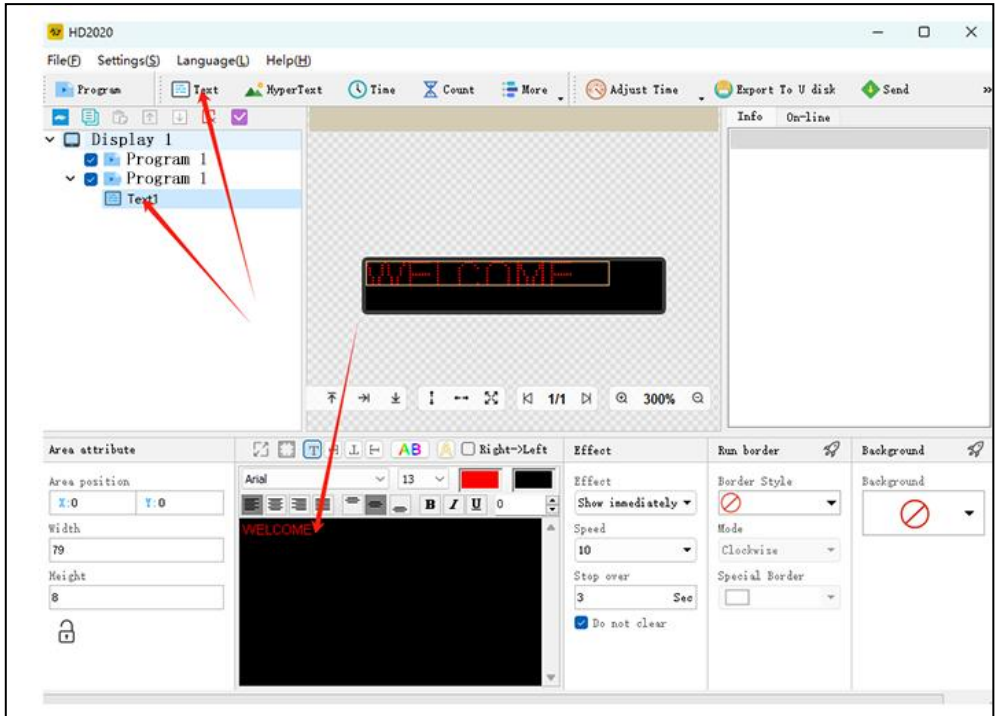 HD2020
File(F) Settings(S) Language(L) Help(H)
Program Text HyperText Time Count More Adjust Time Export To U disk Send »
Info On-line
Display 1
Program 1
Program 1
Text1
WELCOME
1/1 300%
Area attribute
AB A Right->Left
Effect
Run border
Background
Area position
X:0 Y:0
Width
79
Height
8
Arial 13
B I U 0
WELCOME
Effect
Show immediately
Speed
10
Stop over
3 Sec
Do not clear
Border Style
Mode
Clockwise
Special Border
Background